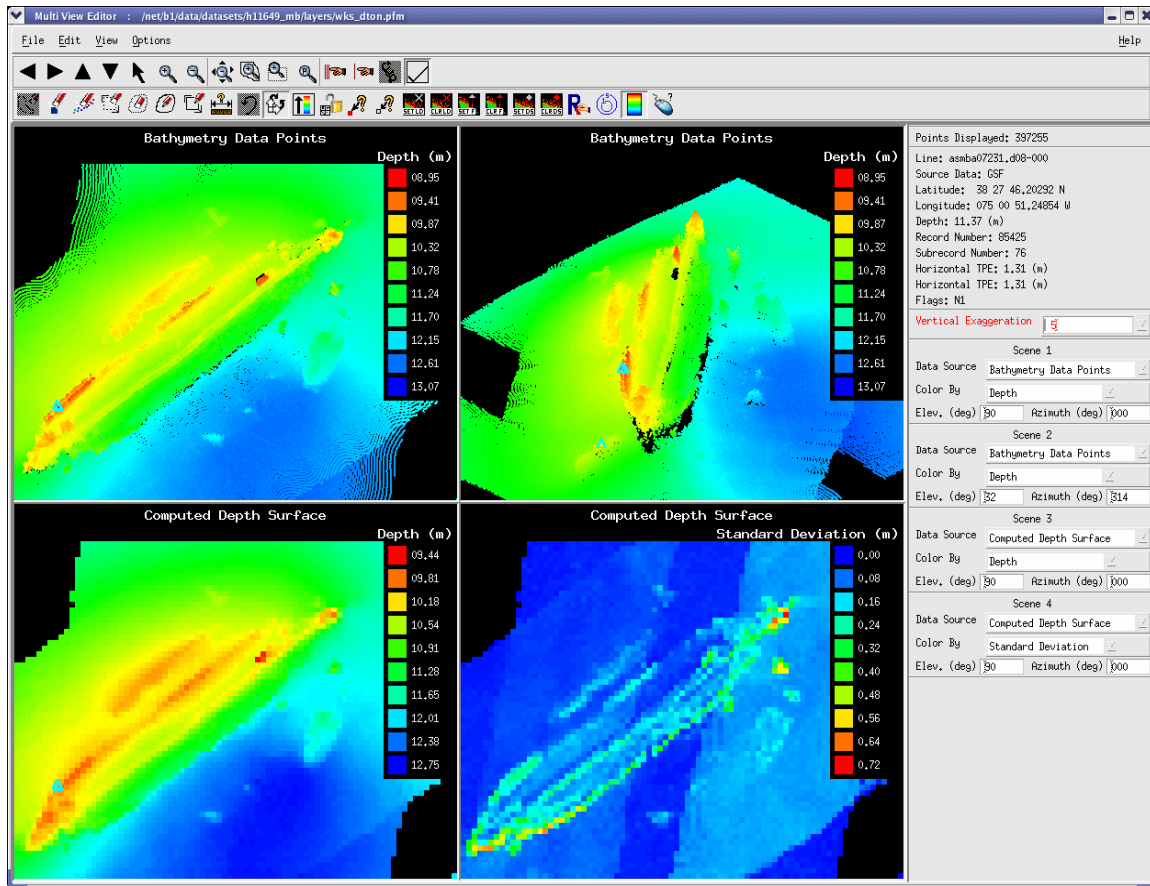 Multi View Editor : /net/b1/data/datasets/h11649_mb/layers/wks_dton.pfm
File Edit View Options Help
SET LD CLR LD SET F CLR F SET DS CLR DS R
Bathymetry Data Points
Depth (m)
08.95
09.41
09.87
10.32
10.78
11.24
11.70
12.15
12.61
13.07
Bathymetry Data Points
Depth (m)
08.95
09.41
09.87
10.32
10.78
11.24
11.70
12.15
12.61
13.07
Computed Depth Surface
Depth (m)
09.44
09.81
10.18
10.54
10.91
11.28
11.65
12.01
12.38
12.75
Computed Depth Surface
Standard Deviation (m)
0.00
0.08
0.16
0.24
0.32
0.40
0.48
0.56
0.64
0.72
Points Displayed: 397255
Line: asmba07231.d08-000
Source Data: GSF
Latitude: 38 27 46.20292 N
Longitude: 075 00 51.24854 W
Depth: 11.37 (m)
Record Number: 85425
Subrecord Number: 76
Horizontal TPE: 1.31 (m)
Horizontal TPE: 1.31 (m)
Flags: N1
Vertical Exaggeration 5
Scene 1
Data Source Bathymetry Data Points
Color By Depth
Elev. (deg) 90 Azimuth (deg) 000
Scene 2
Data Source Bathymetry Data Points
Color By Depth
Elev. (deg) 32 Azimuth (deg) 314
Scene 3
Data Source Computed Depth Surface
Color By Depth
Elev. (deg) 90 Azimuth (deg) 000
Scene 4
Data Source Computed Depth Surface
Color By Standard Deviation
Elev. (deg) 90 Azimuth (deg) 000